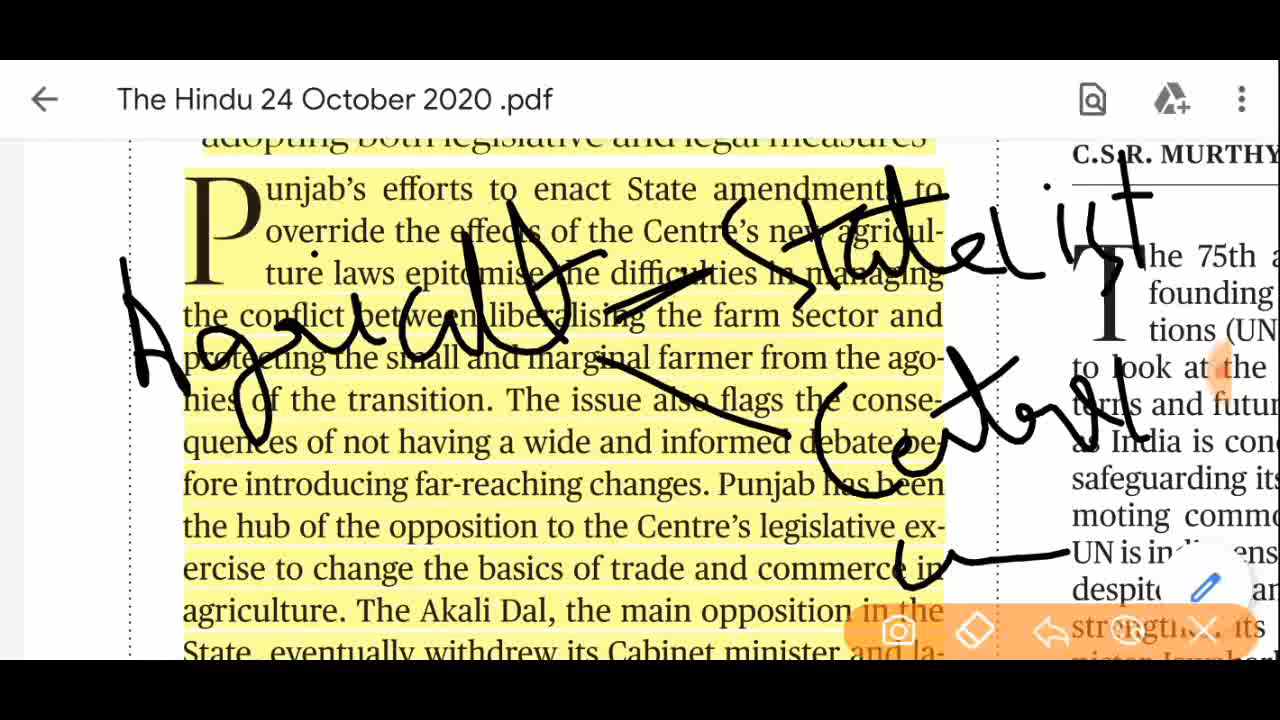 The Hindu 24 October 2020 .pdf
adopting both legislative and legal measures
Punjab’s efforts to enact State amendments to
override the effects of the Centre’s new agricul-
ture laws epitomise the difficulties in managing
the conflict between liberalising the farm sector and
protecting the small and marginal farmer from the ago-
nies of the transition. The issue also flags the conse-
quences of not having a wide and informed debate be-
fore introducing far-reaching changes. Punjab has been
the hub of the opposition to the Centre’s legislative ex-
ercise to change the basics of trade and commerce in
agriculture. The Akali Dal, the main opposition in the
State, eventually withdrew its Cabinet minister and la-
Agricult
State list
Central
C.S.R. MURTHY
The 75th a
founding
tions (UN
to look at the
terms and futur
as India is conc
safeguarding its
moting commo
UN is
despit
its